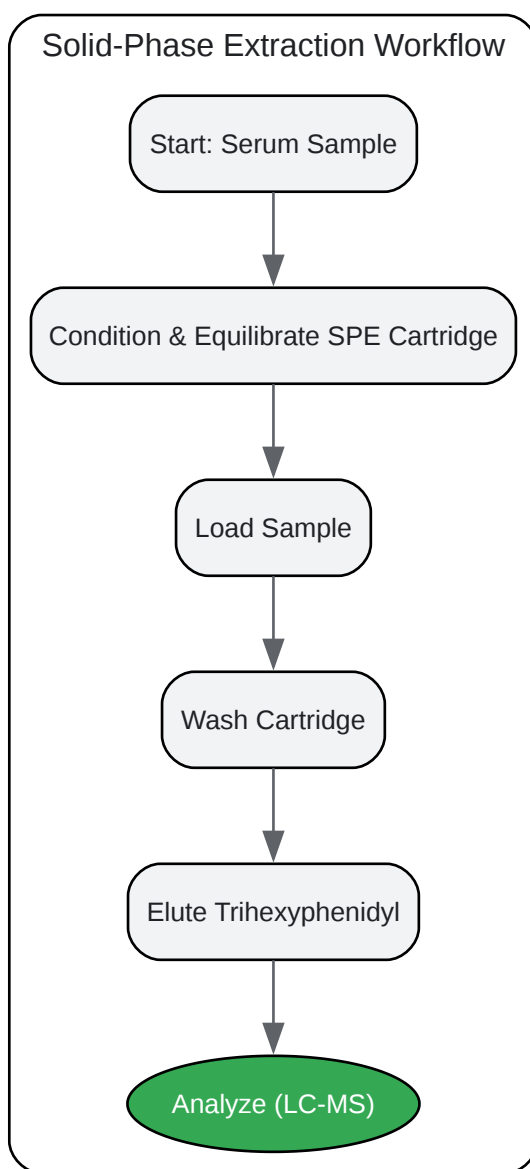 Solid-Phase Extraction Workflow
Start: Serum Sample
Condition & Equilibrate SPE Cartridge
Load Sample
Wash Cartridge
Elute Trihexyphenidyl
Analyze (LC-MS)